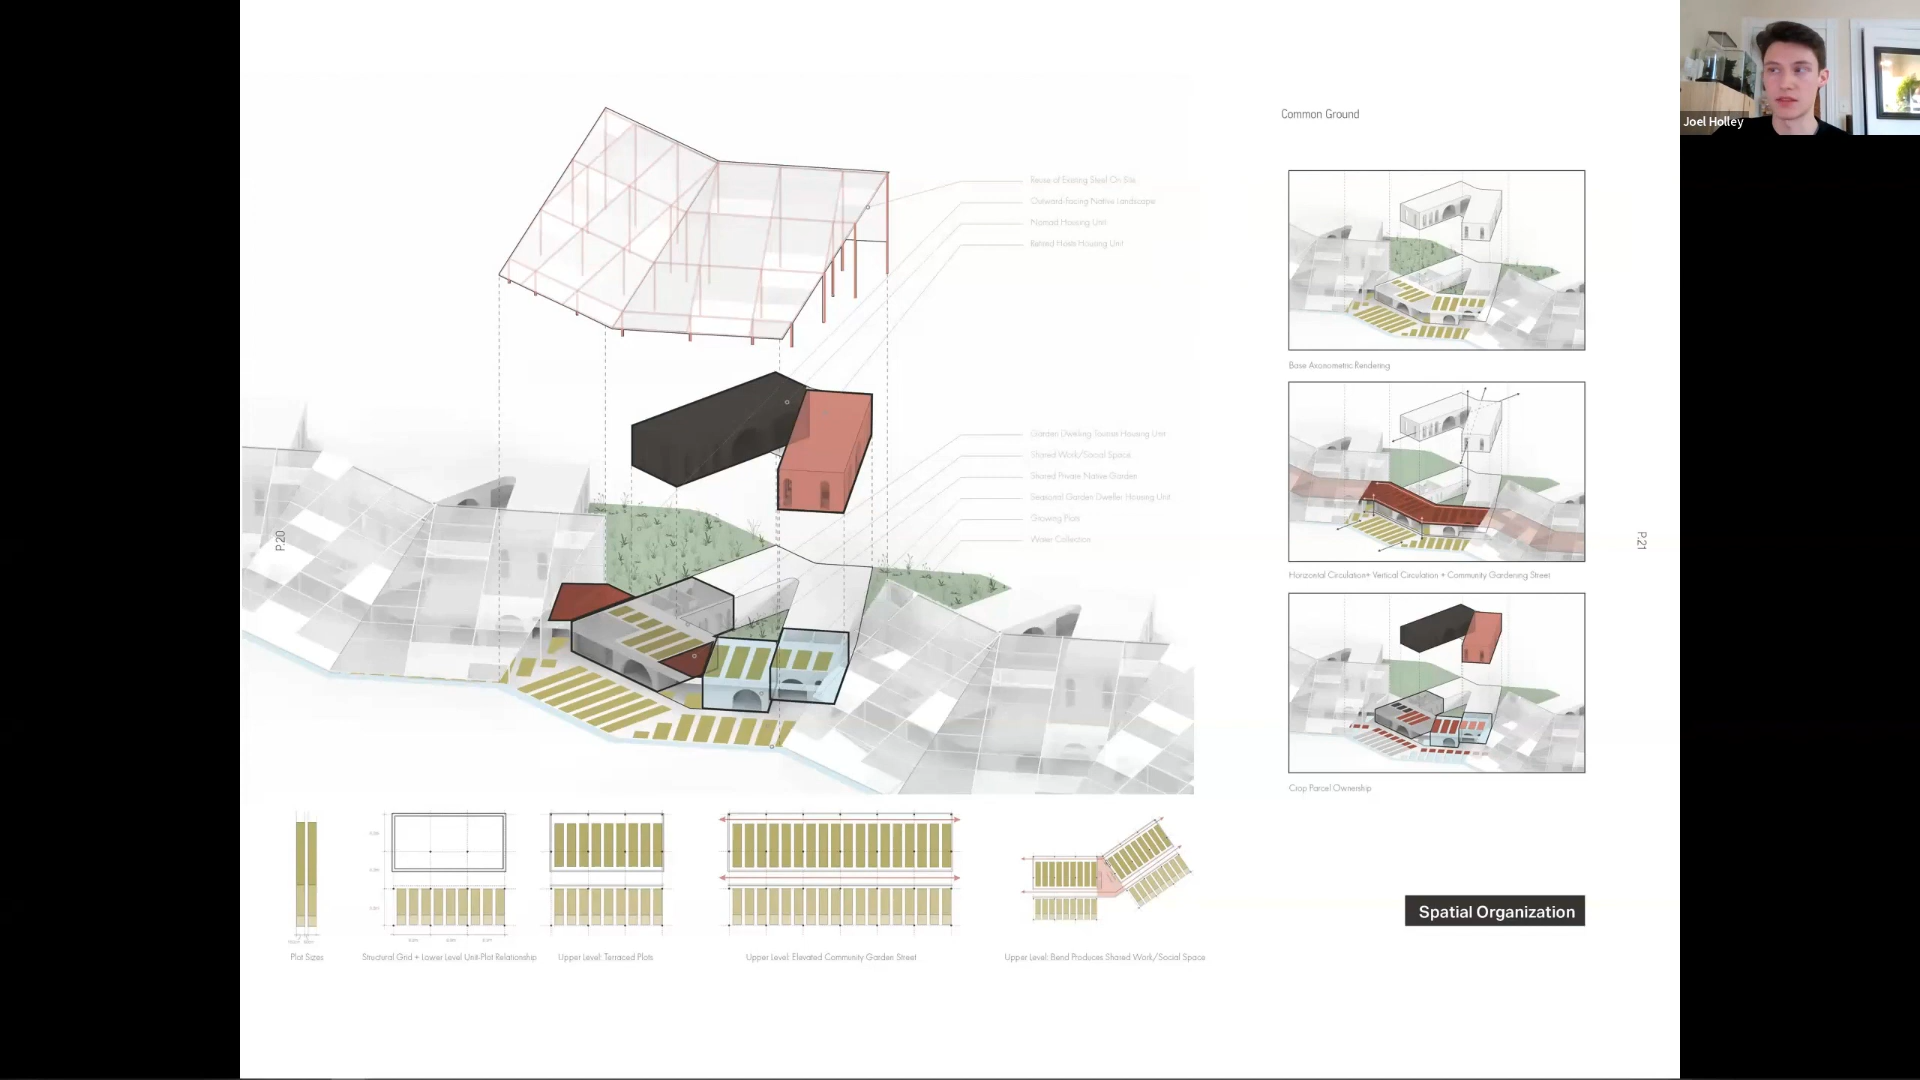 Common Ground
Joel Holley
Reuse of Existing Steel On Site
Outward-facing Native Landscape
Nomad Housing Unit
Retired Hosts Housing Unit
Garden Dwelling Tourist Housing Unit
Shared Work/Social Space
Shared Private Native Garden
Seasonal Garden Dweller Housing Unit
Growing Plots
Water Collection
Base Axonometric Rendering
Horizontal Circulation+ Vertical Circulation + Community Gardening Street
Crop Parcel Ownership
P.20
P.21
Spatial Organization
Plot Sizes
Structural Grid + Lower Level Unit-Plot Relationship
Upper Level: Terraced Plots
Upper Level: Elevated Community Garden Street
Upper Level: Bend Produces Shared Work/Social Space